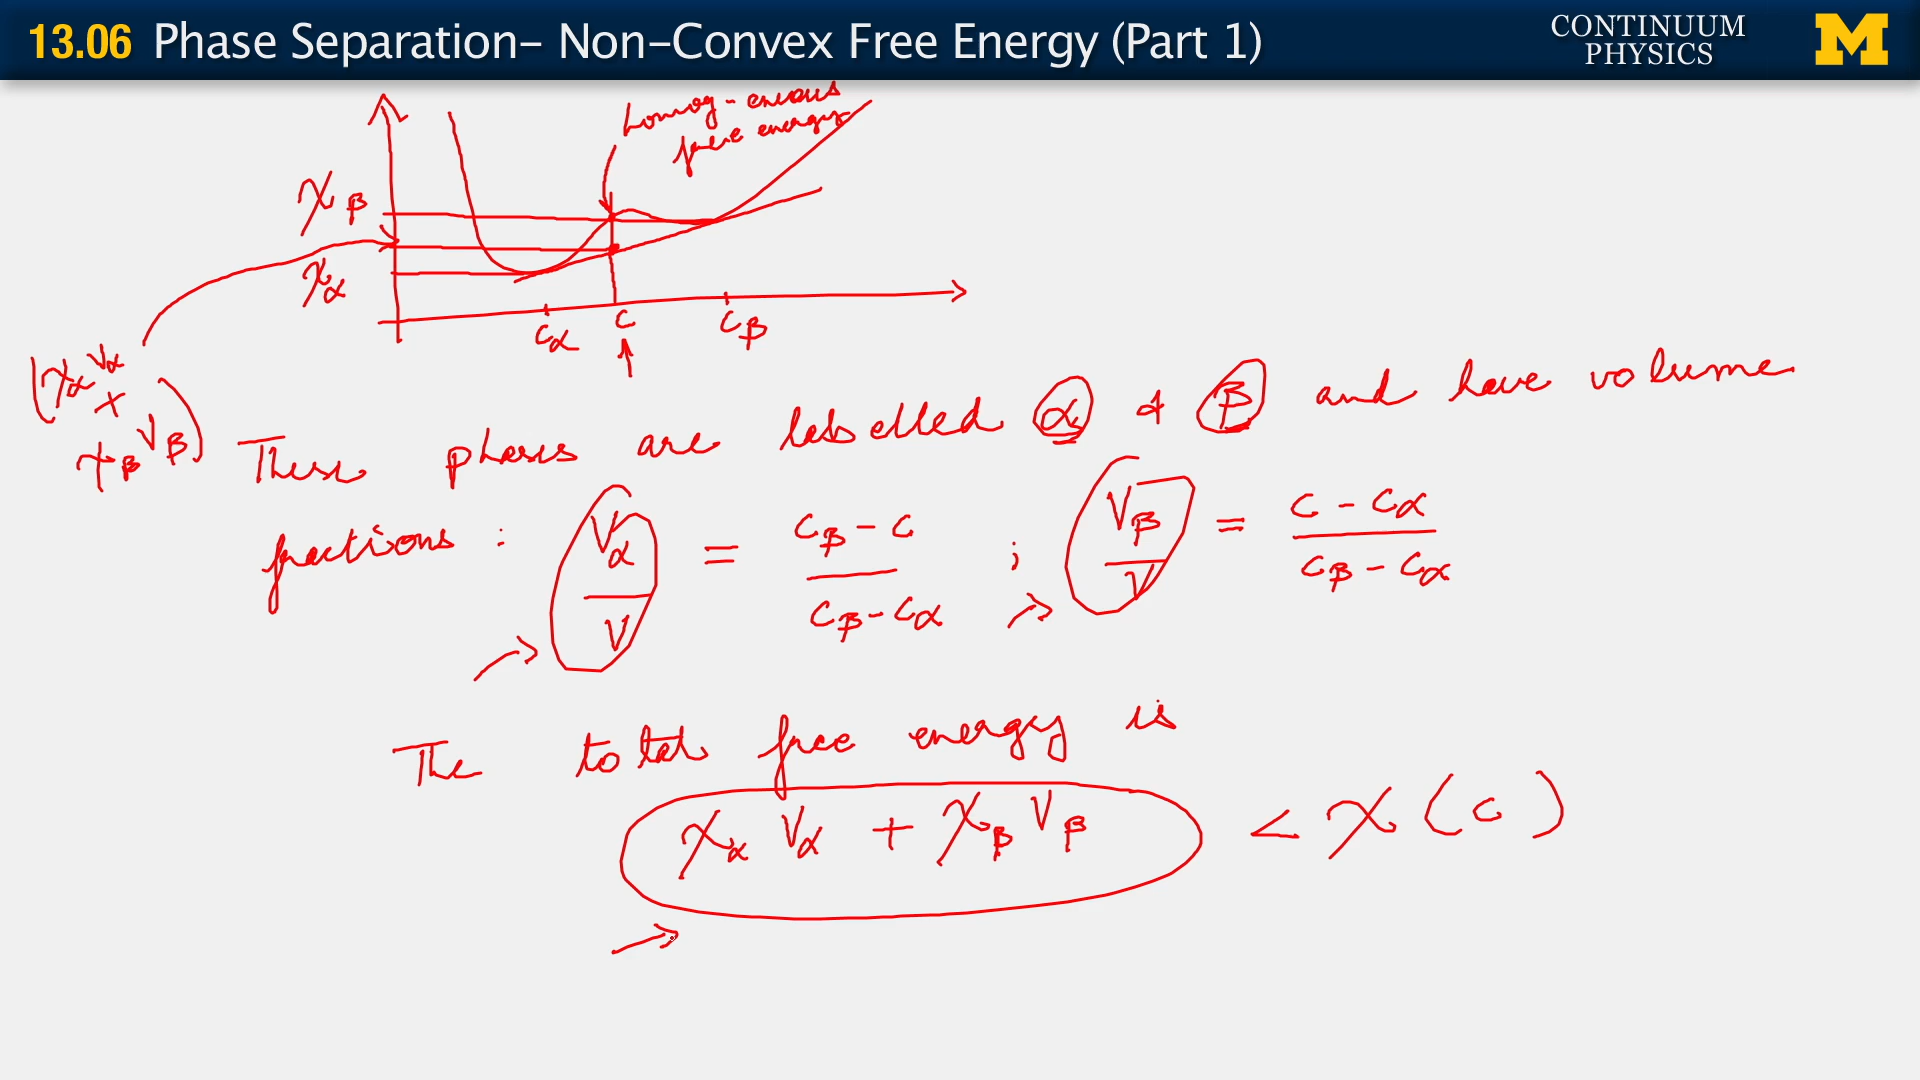 13.06 Phase Separation– Non–Convex Free Energy (Part 1)
CONTINUUM
PHYSICS
M
homog-eneous
free energy
χβ
χα
cα c cβ
(χα Vα
+
χβ Vβ)
These phases are labelled α & β and have volume
fractions : Vα/V = cβ - c / cβ - cα ; Vβ/V = c - cα / cβ - cα
The total free energy is
χα Vα + χβ Vβ < χ(c)